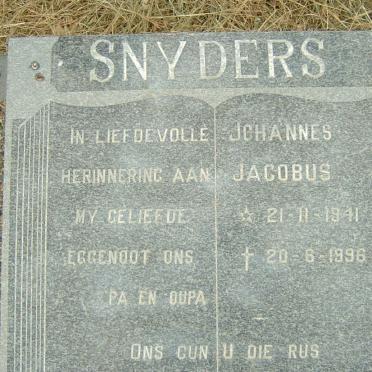 SNYDERS
IN LIEFDEVOLLE
HERINNERING AAN
MY GELIEFDE
EGGENOOT ONS
PA EN OUPA
JOHANNES
JACOBUS
☆ 21-11-1941
† 20-6-1996
ONS GUN U DIE RUS